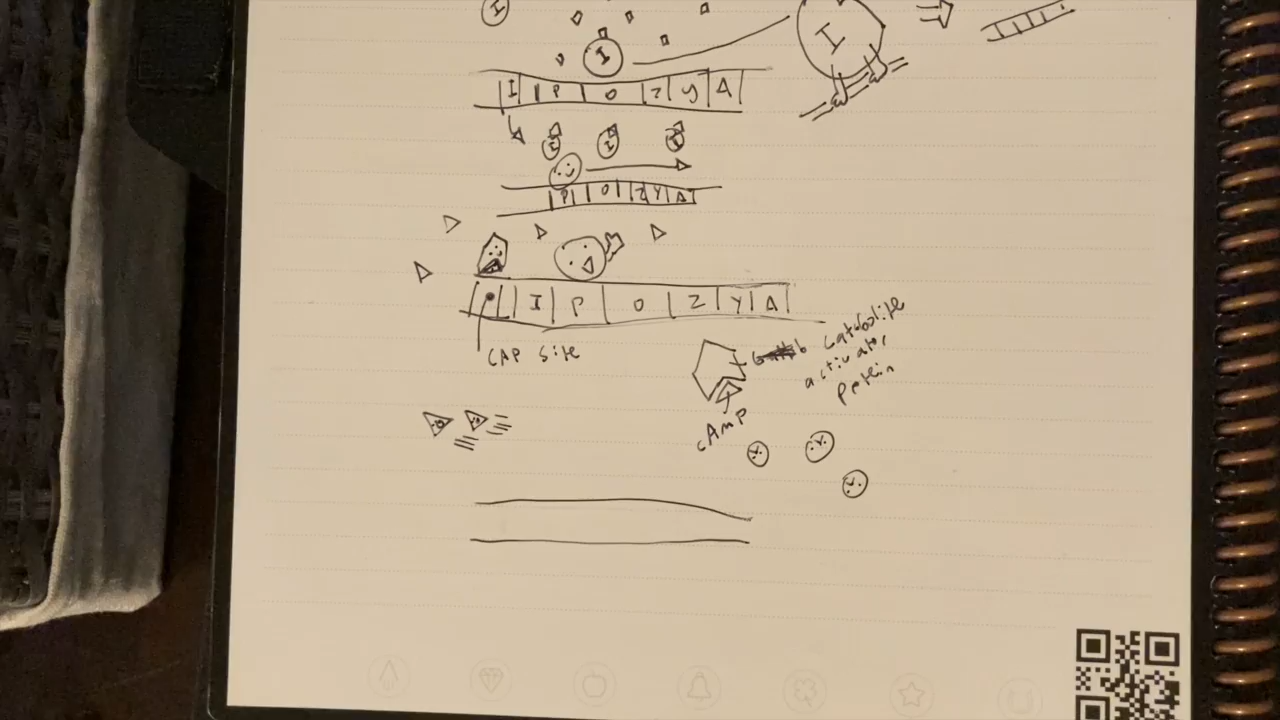 I
I
I
I P O Z Y A
I I I
P O Z Y A
I P O Z Y A
CAP Site
catabolite
activator
protein
cAMP